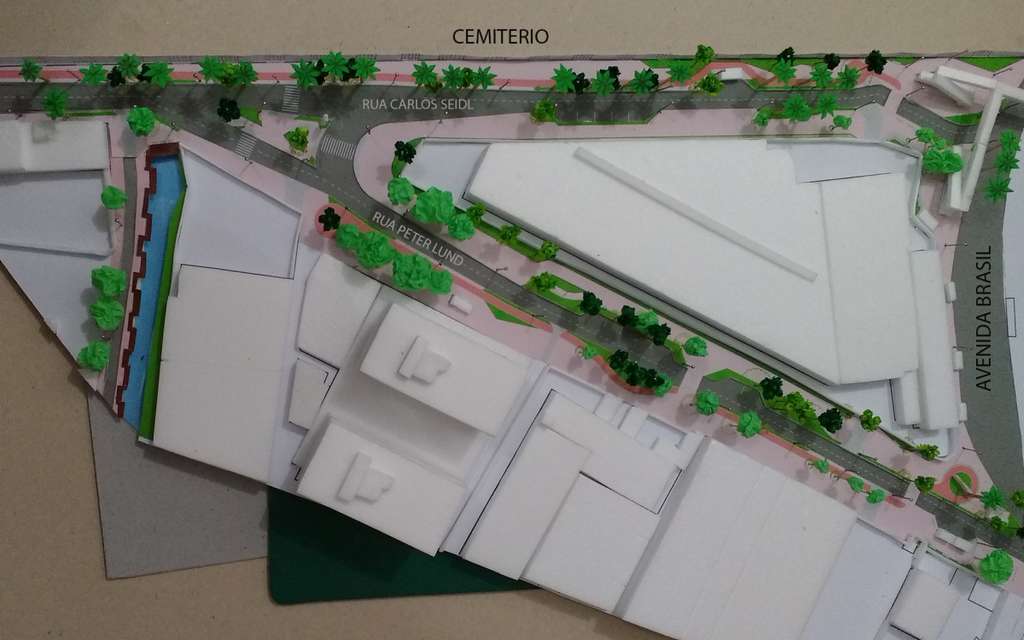 CEMITERIO
RUA CARLOS SEIDL
RUA PETER LUND
AVENIDA BRASIL